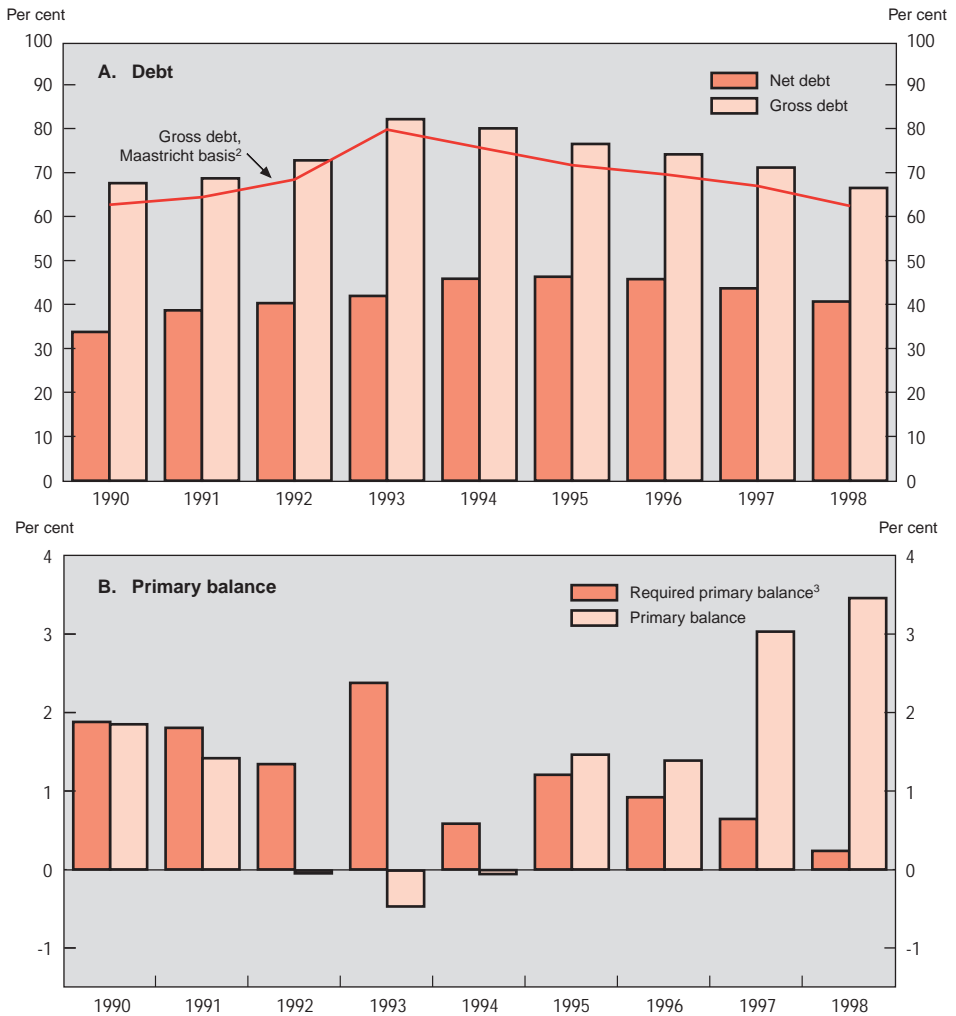 Per cent Per cent
100 A. Debt Net debt 100
90 Gross debt 90
80 Gross debt, 80
Maastricht basis²
70 70
60 60
50 50
40 40
30 30
20 20
10 10
0 0
1990 1991 1992 1993 1994 1995 1996 1997 1998
Per cent Per cent
4 4
B. Primary balance Required primary balance³
Primary balance
3 3
2 2
1 1
0 0
-1 -1
1990 1991 1992 1993 1994 1995 1996 1997 1998